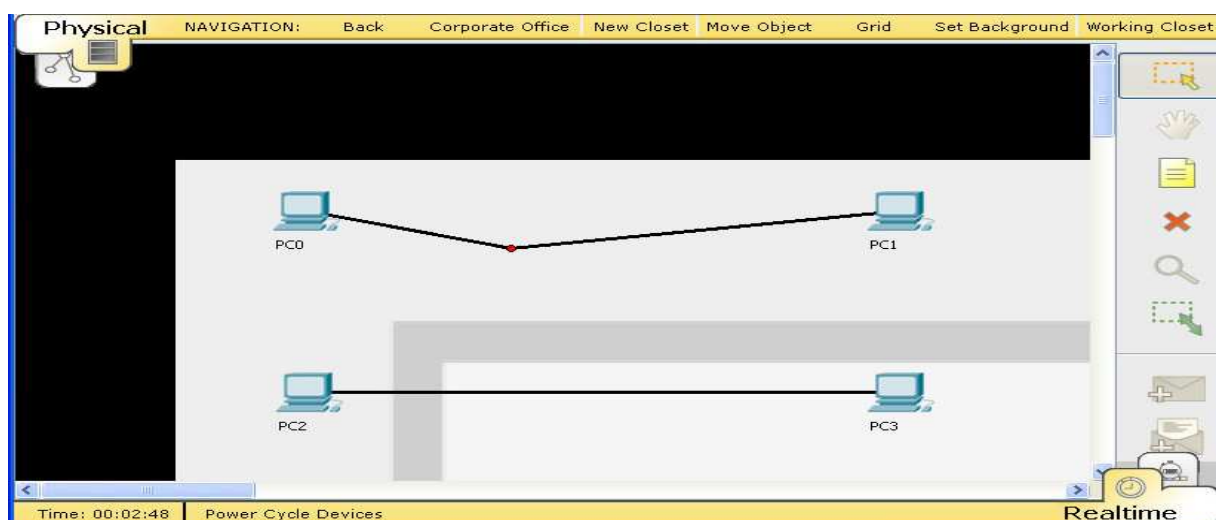 Physical NAVIGATION: Back Corporate Office New Closet Move Object Grid Set Background Working Closet
PC0 PC1
PC2 PC3
Time: 00:02:48 Power Cycle Devices Realtime